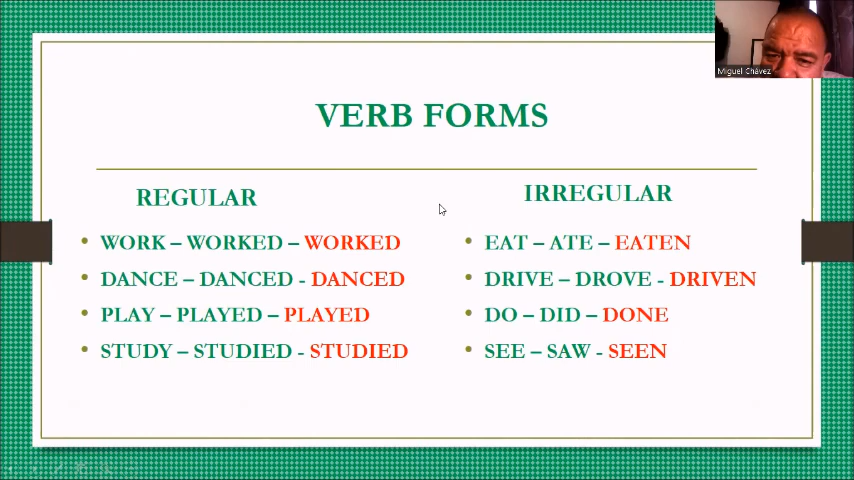 Miguel Chávez
VERB FORMS
REGULAR
WORK – WORKED – WORKED
DANCE – DANCED - DANCED
PLAY – PLAYED – PLAYED
STUDY – STUDIED - STUDIED
IRREGULAR
EAT – ATE – EATEN
DRIVE – DROVE - DRIVEN
DO – DID – DONE
SEE – SAW - SEEN